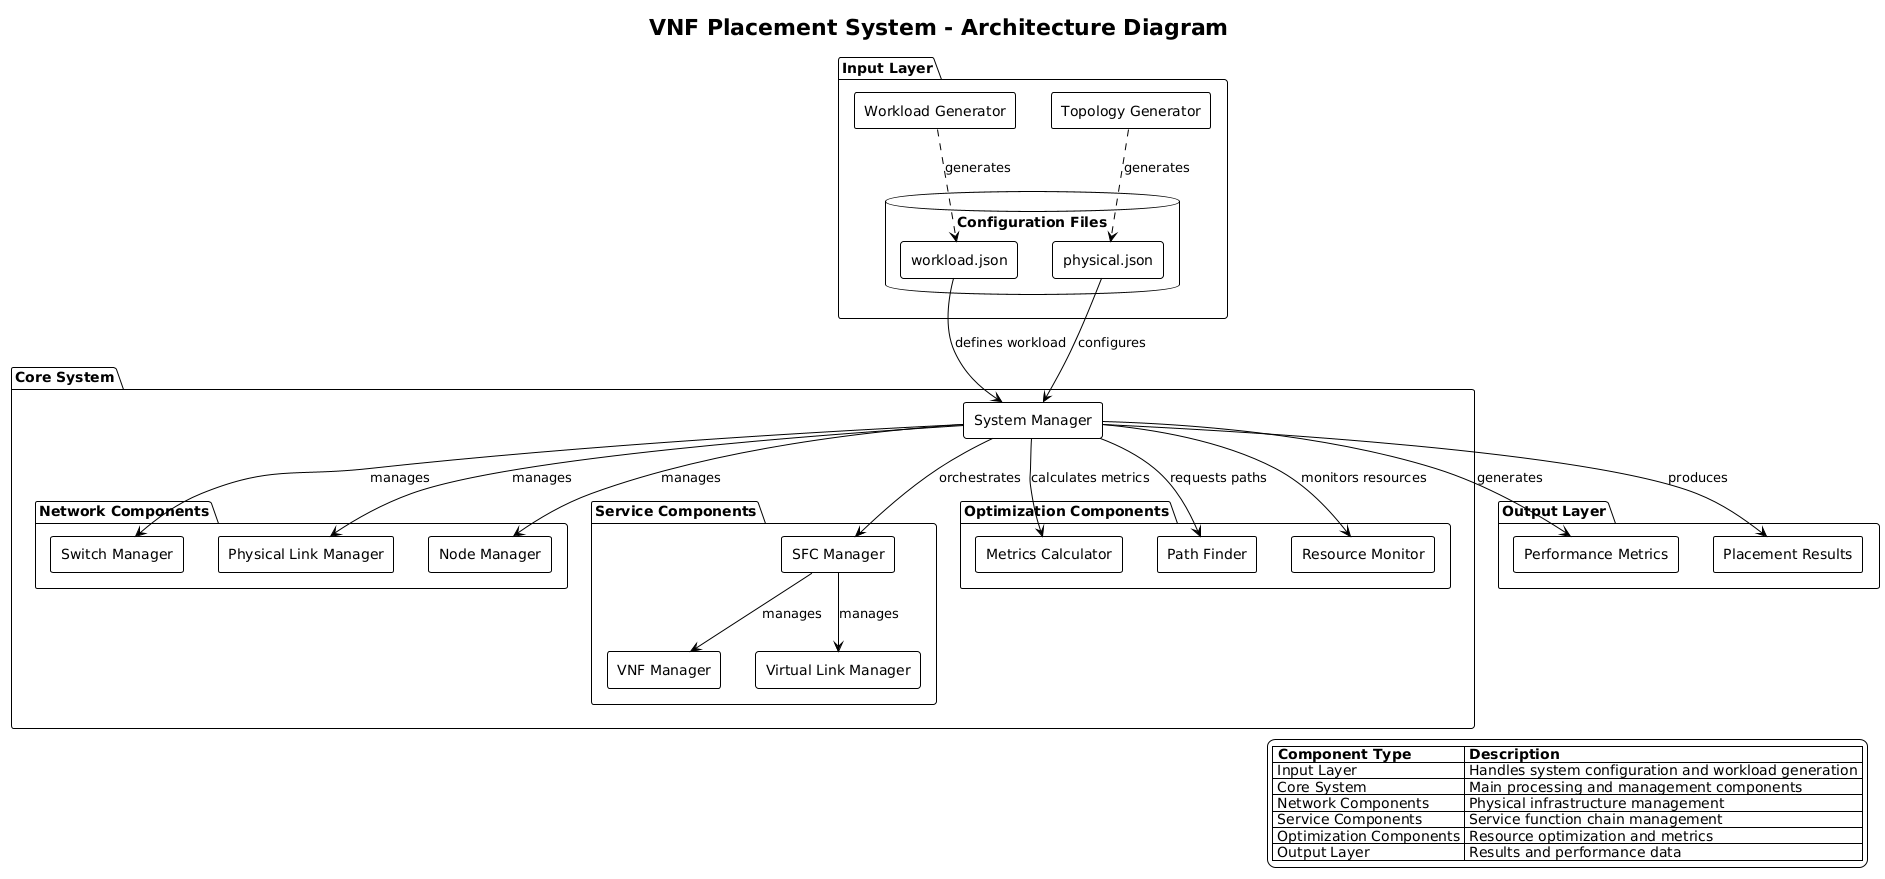 VNF Placement System - Architecture Diagram
Input Layer
Workload Generator
Topology Generator
generates
generates
Configuration Files
workload.json
physical.json
defines workload
configures
Core System
System Manager
manages
manages
manages
orchestrates
calculates metrics
requests paths
monitors resources
generates
produces
Network Components
Switch Manager
Physical Link Manager
Node Manager
Service Components
SFC Manager
manages
manages
VNF Manager
Virtual Link Manager
Optimization Components
Metrics Calculator
Path Finder
Resource Monitor
Output Layer
Performance Metrics
Placement Results
Component Type Description
Input Layer Handles system configuration and workload generation
Core System Main processing and management components
Network Components Physical infrastructure management
Service Components Service function chain management
Optimization Components Resource optimization and metrics
Output Layer Results and performance data